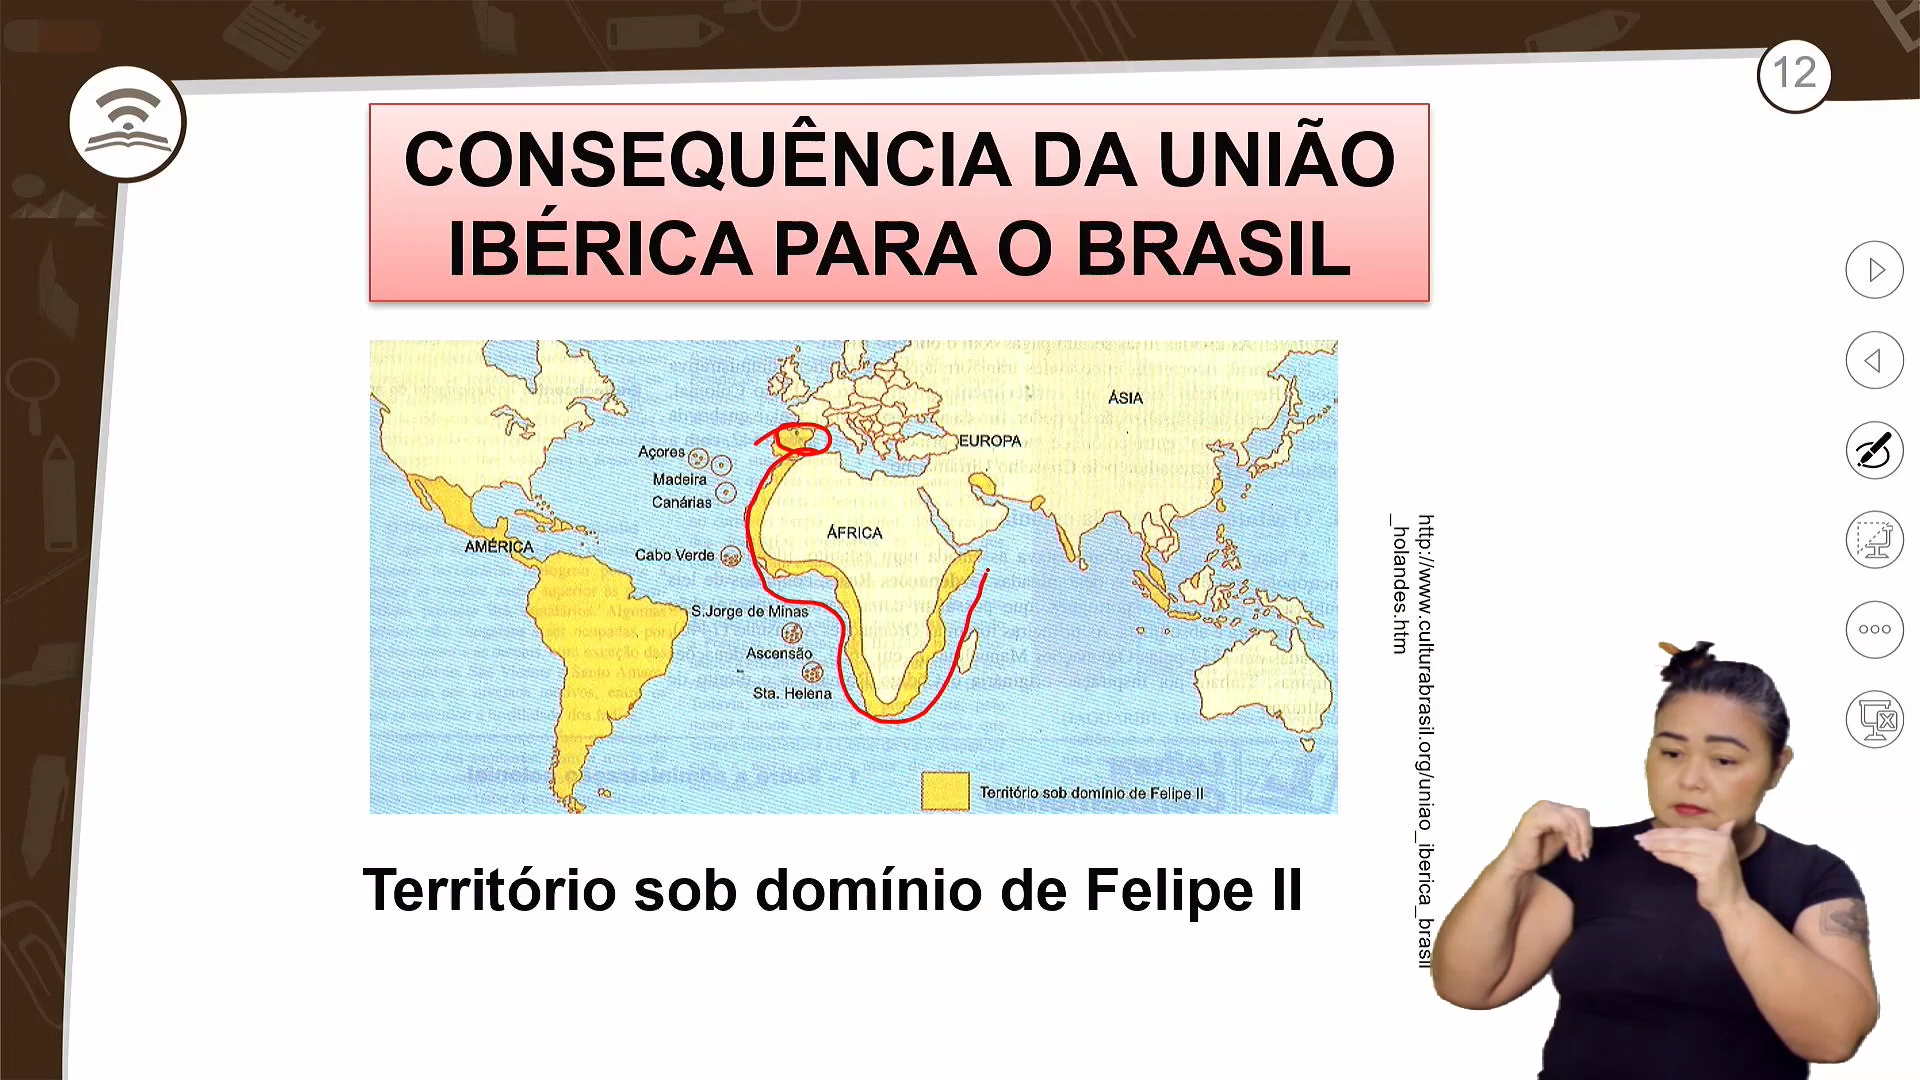 12
CONSEQUÊNCIA DA UNIÃO
IBÉRICA PARA O BRASIL
ÁSIA
EUROPA
Açores
Madeira
Canárias
ÁFRICA
AMÉRICA
Cabo Verde
S.Jorge de Minas
Ascensão
Sta. Helena
Território sob domínio de Felipe II
http://www.culturabrasil.org/uniao_iberica_brasil
_holandes.htm
Território sob domínio de Felipe II